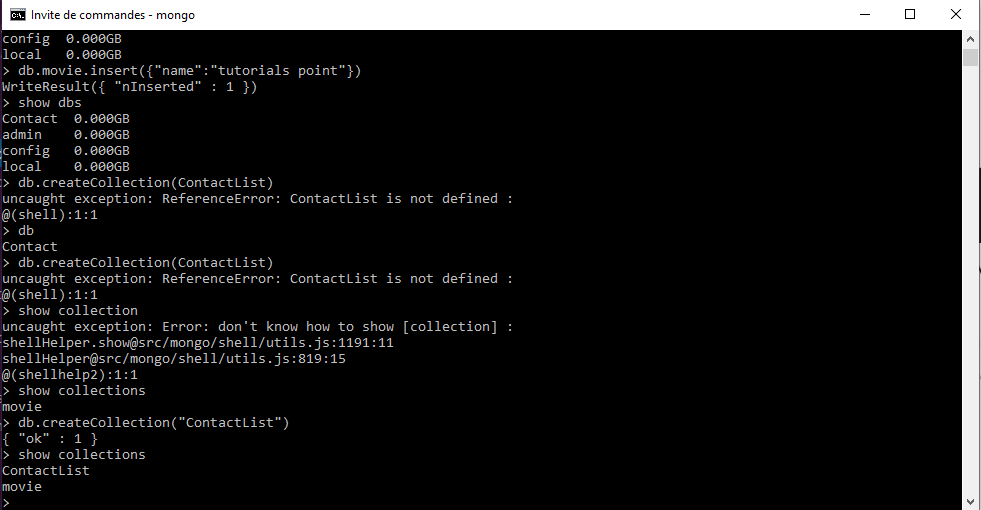 Invite de commandes - mongo
config  0.000GB
local   0.000GB
> db.movie.insert({"name":"tutorials point"})
WriteResult({ "nInserted" : 1 })
> show dbs
Contact  0.000GB
admin    0.000GB
config   0.000GB
local    0.000GB
> db.createCollection(ContactList)
uncaught exception: ReferenceError: ContactList is not defined :
@(shell):1:1
> db
Contact
> db.createCollection(ContactList)
uncaught exception: ReferenceError: ContactList is not defined :
@(shell):1:1
> show collection
uncaught exception: Error: don't know how to show [collection] :
shellHelper.show@src/mongo/shell/utils.js:1191:11
shellHelper@src/mongo/shell/utils.js:819:15
@(shellhelp2):1:1
> show collections
movie
> db.createCollection("ContactList")
{ "ok" : 1 }
> show collections
ContactList
movie
>